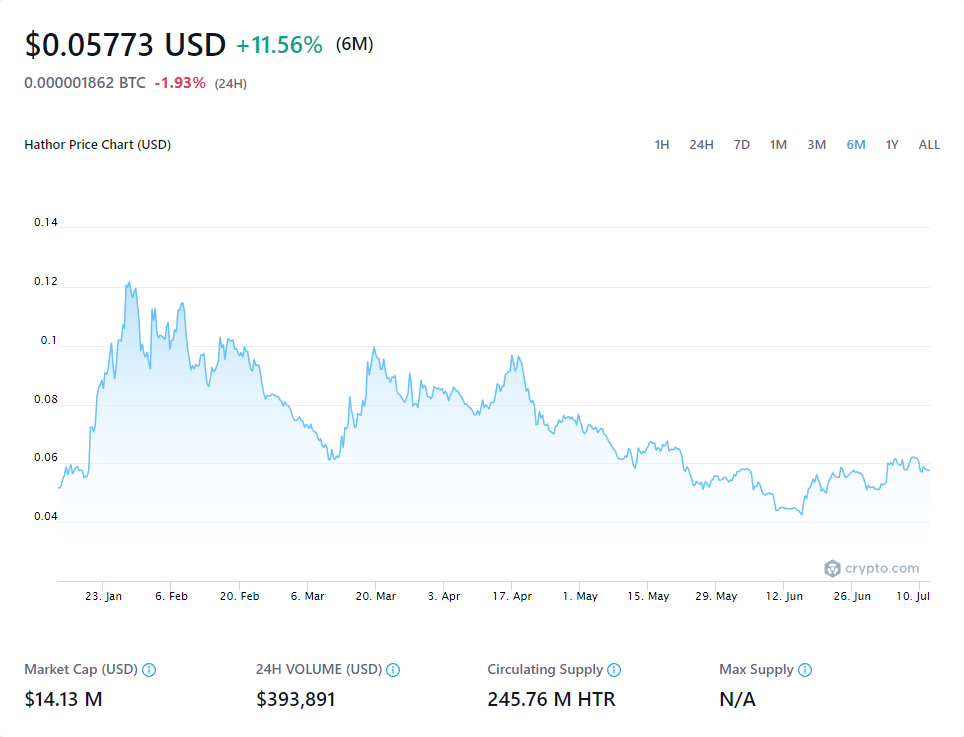 $0.05773 USD +11.56% (6M)
0.000001862 BTC -1.93% (24H)
Hathor Price Chart (USD) 1H 24H 7D 1M 3M 6M 1Y ALL
0.14
0.12
0.1
0.08
0.06
0.04
crypto.com
23. Jan 6. Feb 20. Feb 6. Mar 20. Mar 3. Apr 17. Apr 1. May 15. May 29. May 12. Jun 26. Jun 10. Jul
Market Cap (USD) 24H VOLUME (USD) Circulating Supply Max Supply
$14.13 M $393,891 245.76 M HTR N/A